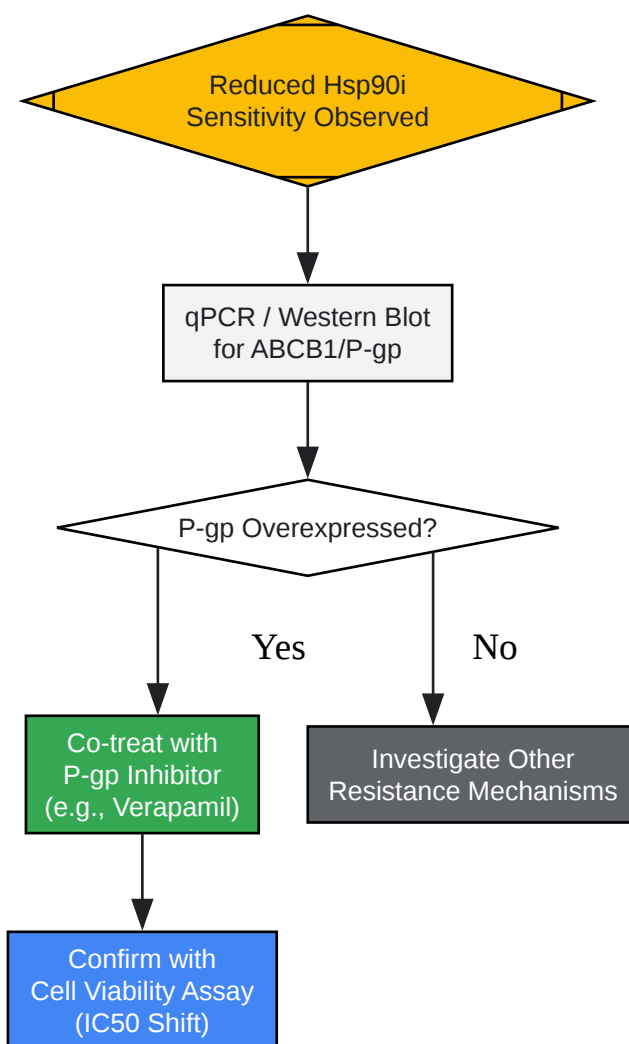 Reduced Hsp90i
Sensitivity Observed
qPCR / Western Blot
for ABCB1/P-gp
P-gp Overexpressed?
Yes
No
Co-treat with
P-gp Inhibitor
(e.g., Verapamil)
Investigate Other
Resistance Mechanisms
Confirm with
Cell Viability Assay
(IC50 Shift)